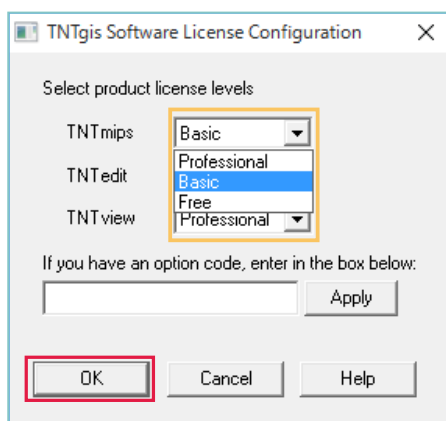 TNTgis Software License Configuration
Select product license levels
TNTmips Basic
Professional
TNTedit Basic
Free
TNTview Professional
If you have an option code, enter in the box below:
Apply
OK Cancel Help